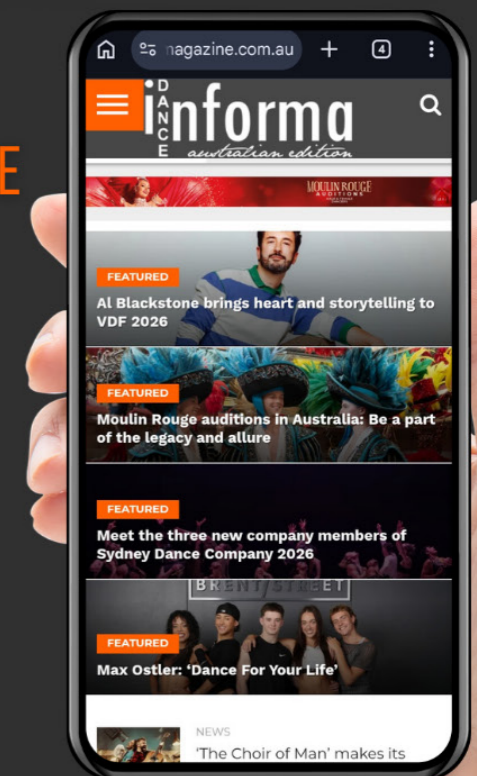 E
nagazine.com.au
4
DANCE
informa
australian edition
MOULIN ROUGE
AUDITIONS
FEATURED
Al Blackstone brings heart and storytelling to
VDF 2026
FEATURED
Moulin Rouge auditions in Australia: Be a part
of the legacy and allure
FEATURED
Meet the three new company members of
Sydney Dance Company 2026
BRENT STREET
FEATURED
Max Ostler: ‘Dance For Your Life’
NEWS
‘The Choir of Man’ makes its